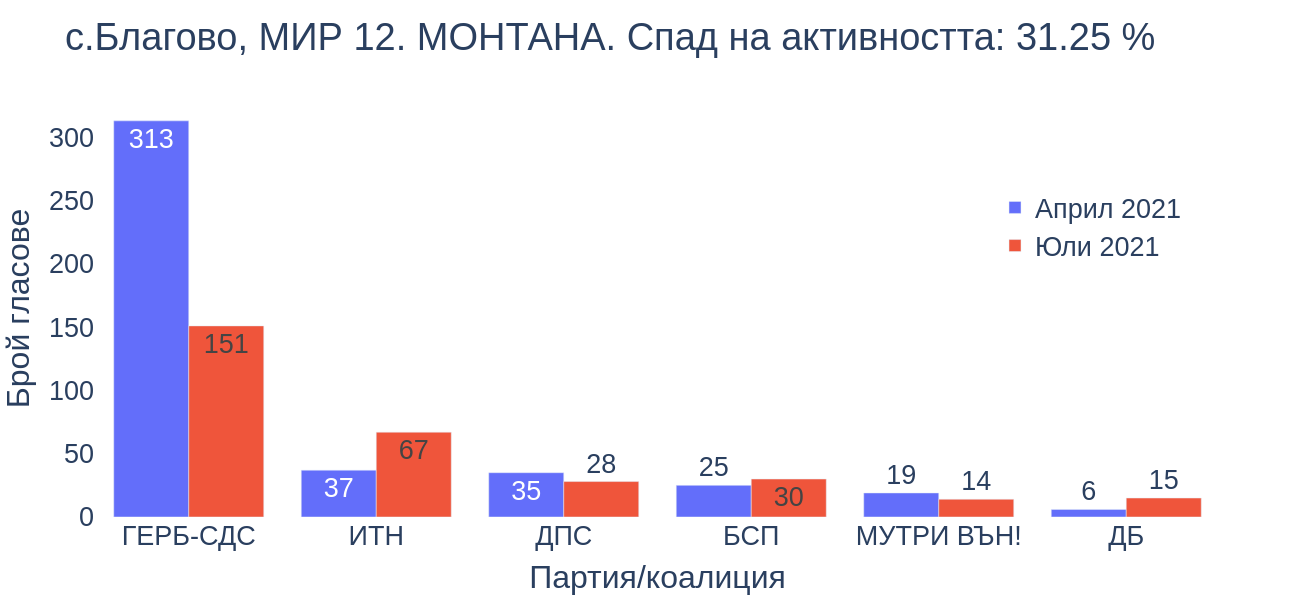 с.Благово, МИР 12. МОНТАНА. Спад на активността: 31.25 %
Брой гласове
300
250
200
150
100
50
0
313
151
37
67
35
28
25
30
19
14
6
15
Април 2021
Юли 2021
ГЕРБ-СДС
ИТН
ДПС
БСП
МУТРИ ВЪН!
ДБ
Партия/коалиция